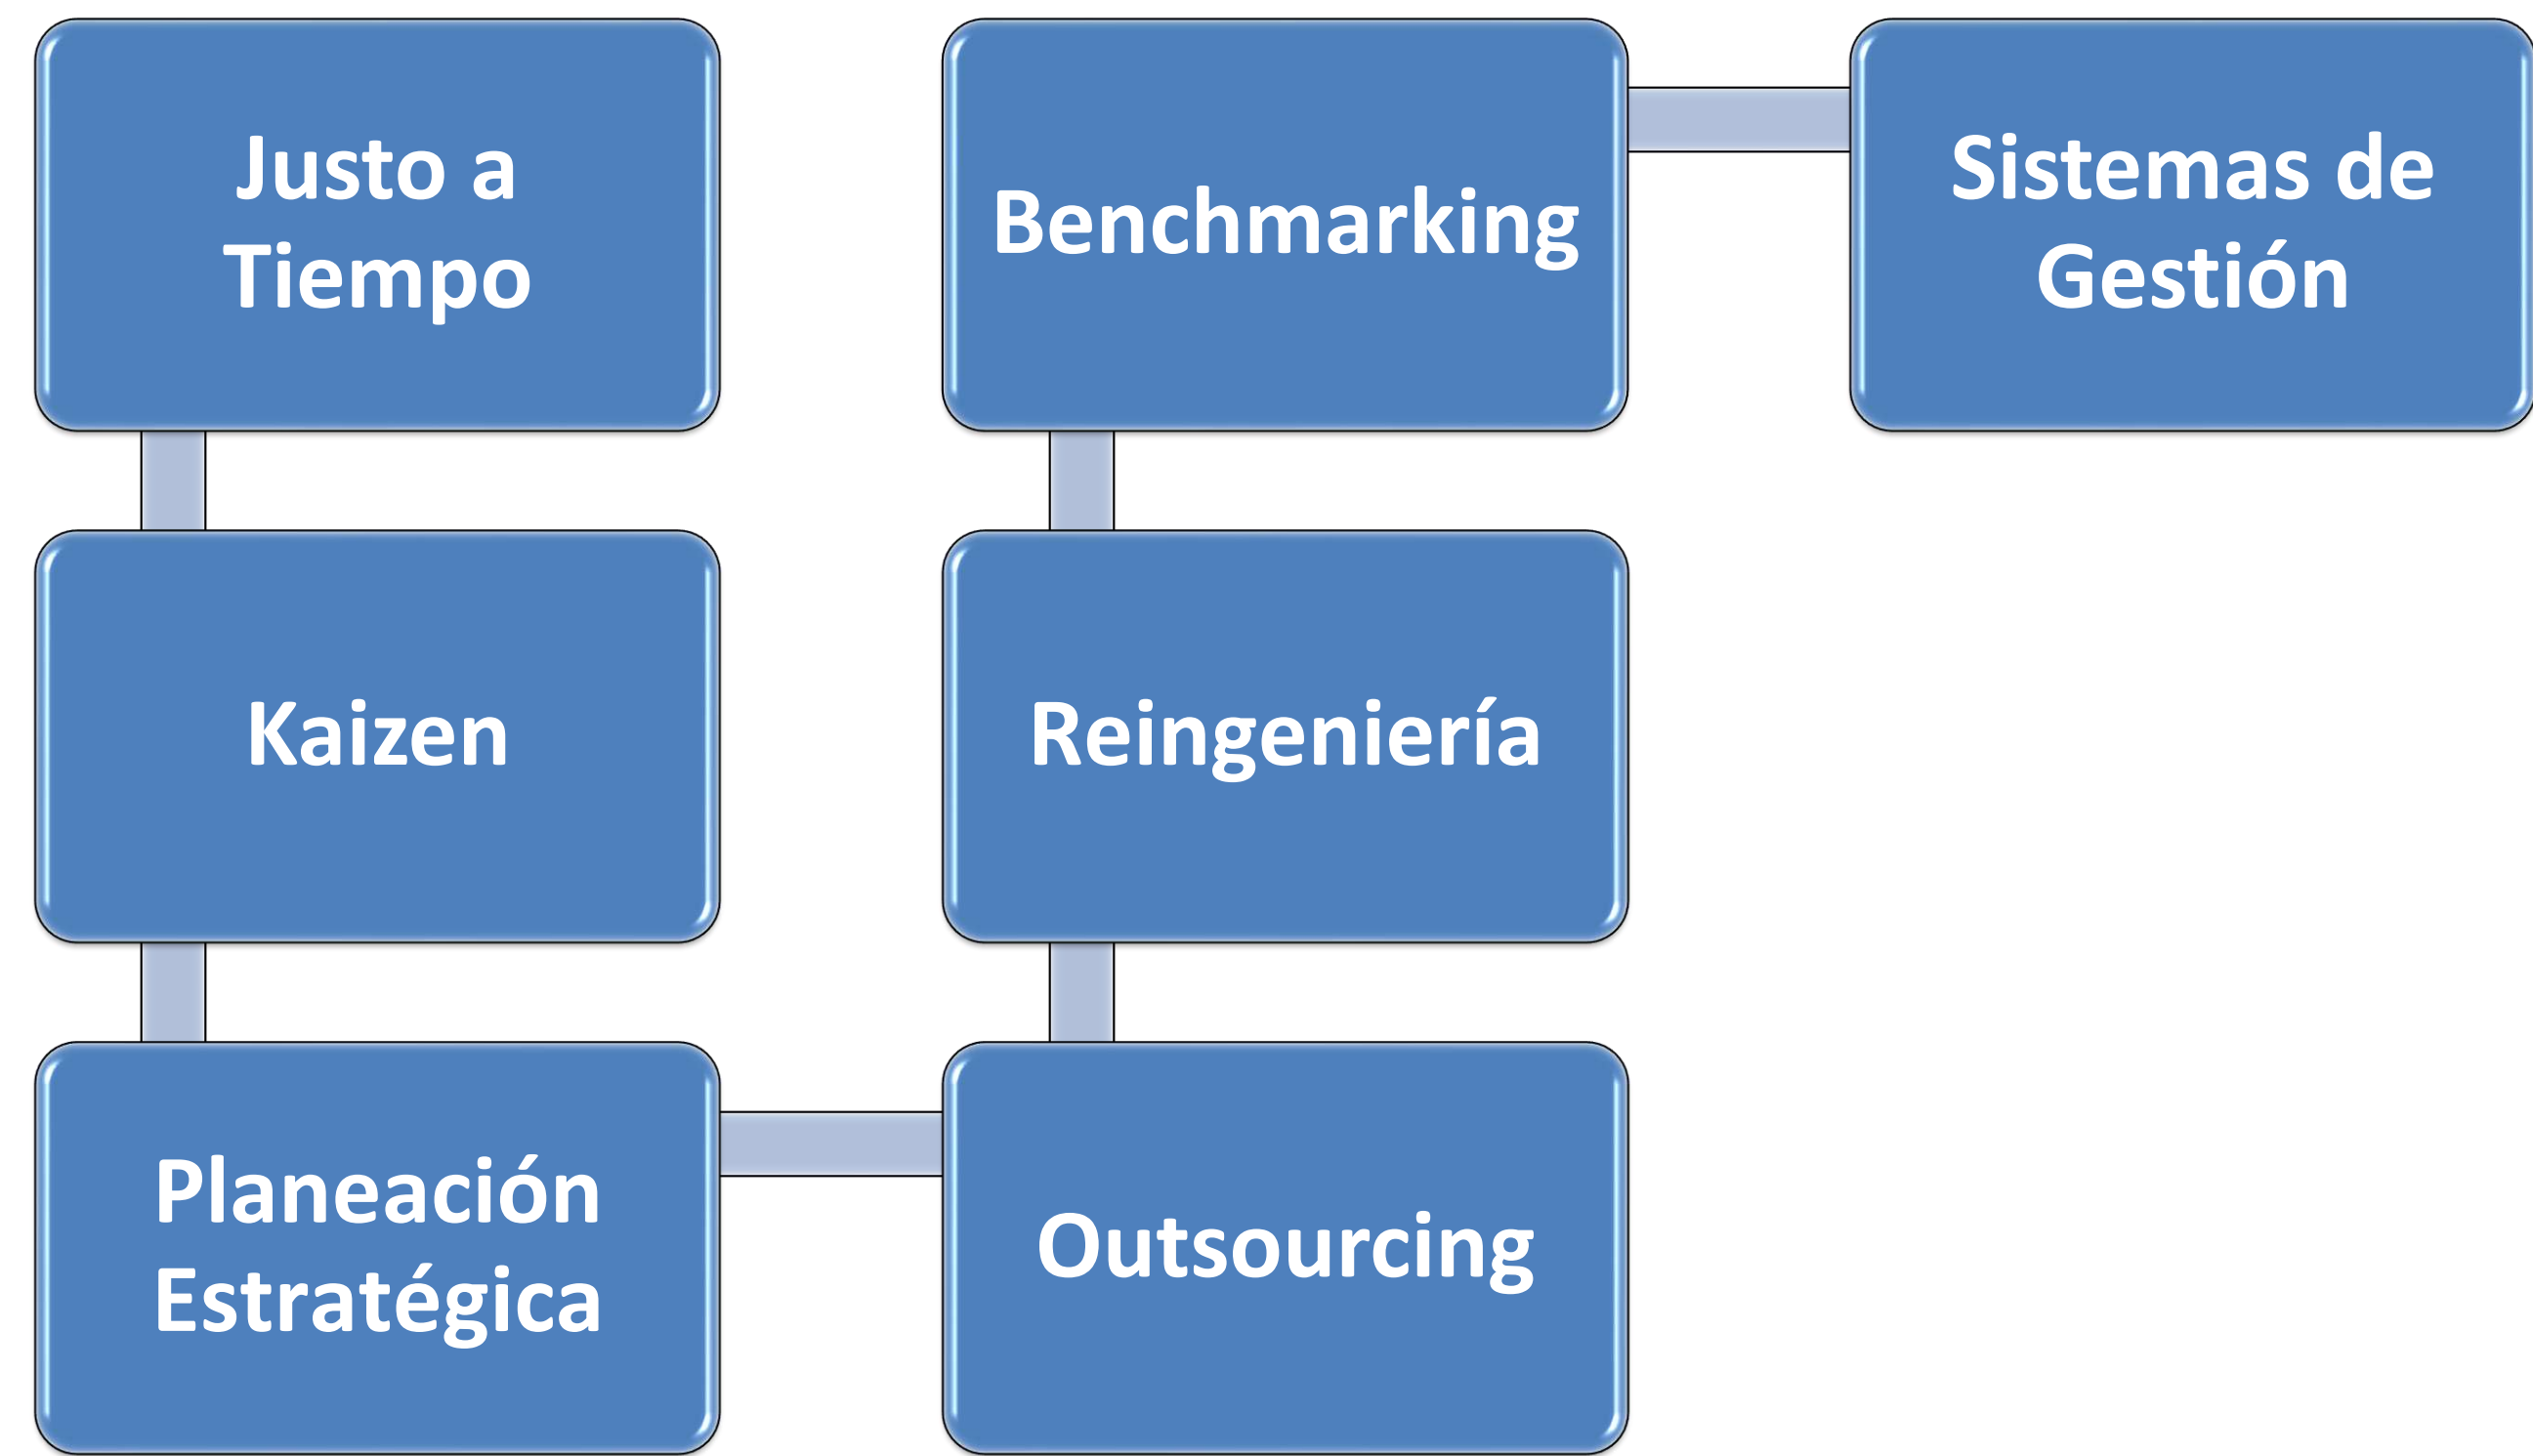 Justo a
Tiempo
Kaizen
Planeación
Estratégica
Outsourcing
Reingeniería
Benchmarking
Sistemas de
Gestión